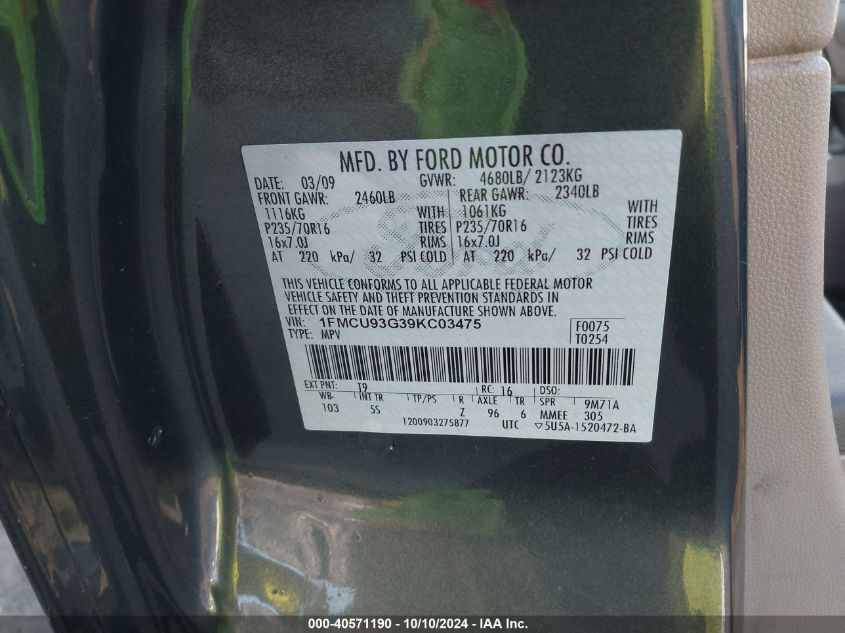 MFD. BY FORD MOTOR CO.
DATE: 03/09 GVWR: 4680LB/ 2123KG
FRONT GAWR: 2460LB REAR GAWR: 2340LB
1116KG WITH 1061KG WITH
P235/70R16 TIRES P235/70R16 TIRES
16x7.0J RIMS 16x7.0J RIMS
AT 220 kPa/ 32 PSI COLD AT 220 kPa/ 32 PSI COLD
THIS VEHICLE CONFORMS TO ALL APPLICABLE FEDERAL MOTOR
VEHICLE SAFETY AND THEFT PREVENTION STANDARDS IN
EFFECT ON THE DATE OF MANUFACTURE SHOWN ABOVE.
VIN: 1FMCU93G39KC03475 F0075
TYPE: MPV T0254
EXT PNT: T9 RC: 16 DSO:
WB INT TR TP/PS R AXLE TR SPR 9M71A
103 5S Z 96 6 MMEE 305
1200903275877 UTC ▽5U5A-1520472-BA
000-40571190 - 10/10/2024 - IAA Inc.